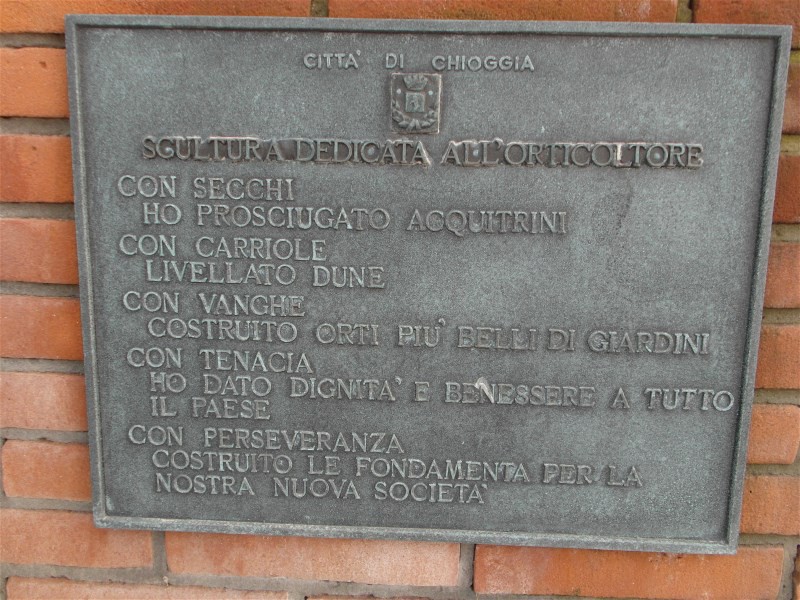 CITTA' DI CHIOGGIA
SCULTURA DEDICATA ALL'ORTICOLTORE
CON SECCHI
HO PROSCIUGATO ACQUITRINI
CON CARRIOLE
LIVELLATO DUNE
CON VANGHE
COSTRUITO ORTI PIU' BELLI DI GIARDINI
CON TENACIA
HO DATO DIGNITA' E BENESSERE A TUTTO
IL PAESE
CON PERSEVERANZA
COSTRUITO LE FONDAMENTA PER LA
NOSTRA NUOVA SOCIETA'